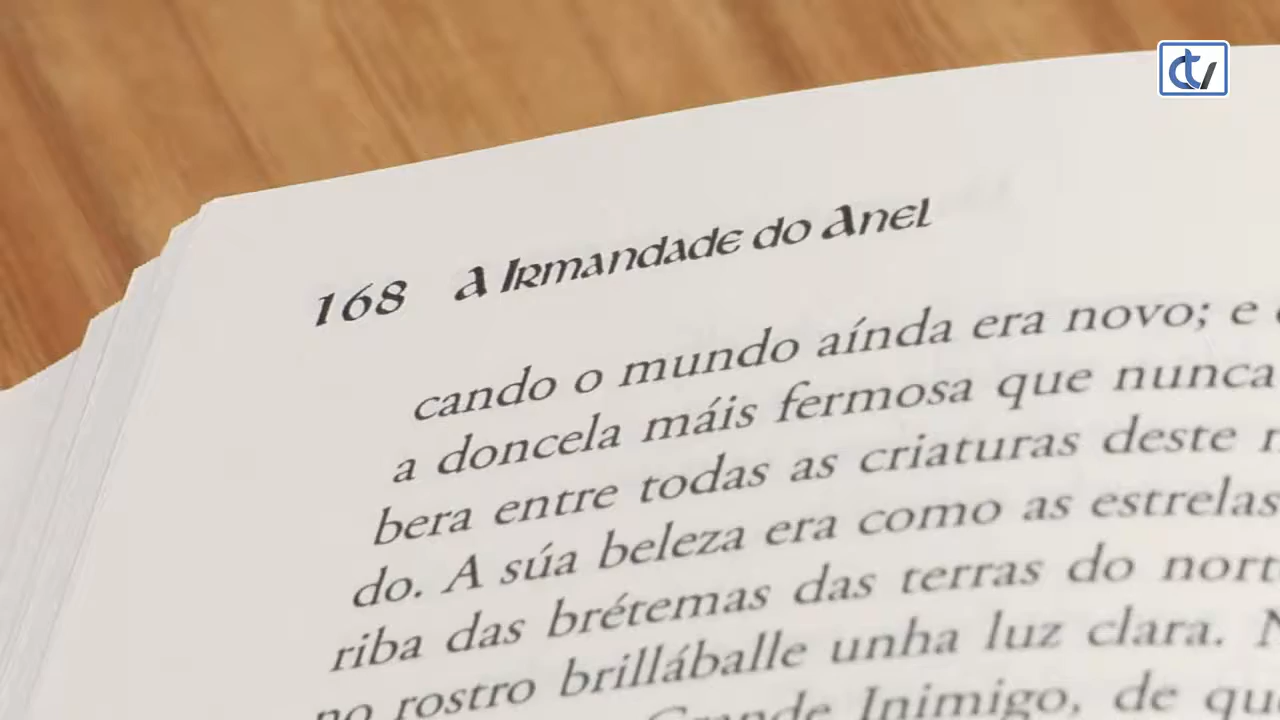 168 A Irmandade do Anel
cando o mundo aínda era novo; e
a doncela máis fermosa que nunca
bera entre todas as criaturas deste
do. A súa beleza era como as estrelas
riba das brétemas das terras do nort
no rostro brilláballe unha luz clara. N
Grande Inimigo, de qu